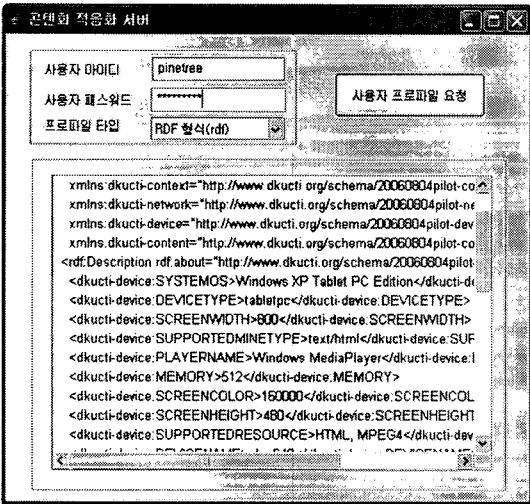 콘텐화 적응화 서버
사용자 아이디 pinetree
사용자 패스워드 ********
사용자 프로파일 요청
프로파일 타입 RDF 형식(rdf)
xmlns:dkucti-context="http://www.dkucti.org/schema/20060804pilot-co
xmlns:dkucti-network="http://www.dkucti.org/schema/20060804pilot-ne
xmlns:dkucti-device="http://www.dkucti.org/schema/20060804pilot-dev
xmlns:dkucti-content="http://www.dkucti.org/schema/20060804pilot-co
<rdf:Description rdf:about="http://www.dkucti.org/schema/20060804pilot
<dkucti-device:SYSTEMOS>Windows XP Tablet PC Edition</dkucti-de
<dkucti-device:DEVICETYPE>tabletpc</dkucti-device:DEVICETYPE>
<dkucti-device:SCREENWIDTH>800</dkucti-device:SCREENWIDTH>
<dkucti-device:SUPPORTEDMINETYPE>text/html</dkucti-device:SUF
<dkucti-device:PLAYERNAME>Windows MediaPlayer</dkucti-device:I
<dkucti-device:MEMORY>512</dkucti-device:MEMORY>
<dkucti-device:SCREENCOLOR>160000</dkucti-device:SCREENCOL
<dkucti-device:SCREENHEIGHT>480</dkucti-device:SCREENHEIGHT
<dkucti-device:SUPPORTEDRESOURCE>HTML, MPEG4</dkucti-dev